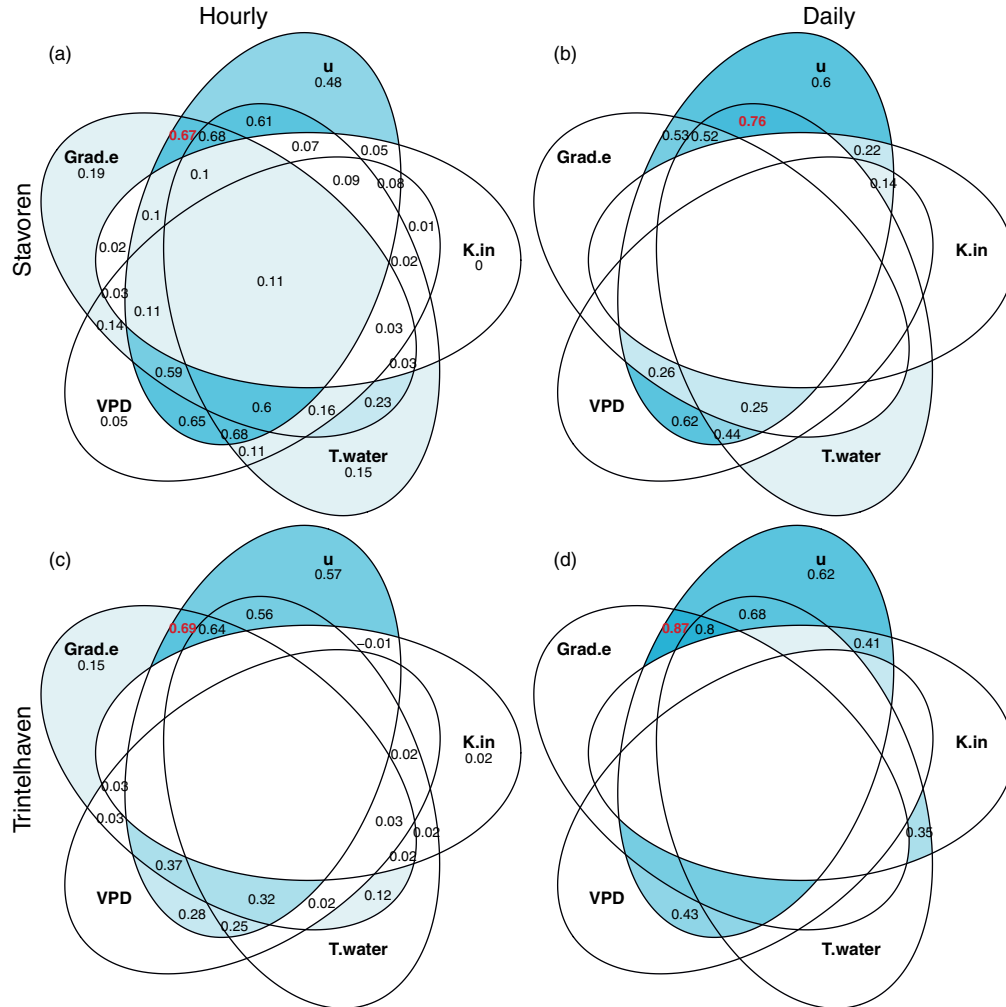 Hourly
Daily
Stavoren
Trintelhaven
(a)
u
0.48
0.61
0.67
0.68
0.07
0.05
Grad.e
0.19
0.1
0.09
0.08
0.1
0.01
0.02
K.in
0
0.02
0.11
0.03
0.11
0.14
0.03
0.03
0.59
0.6
0.16
0.23
VPD
0.05
0.65
0.68
0.11
T.water
0.15
(b)
u
0.6
0.76
0.53
0.52
0.22
Grad.e
0.14
K.in
0.26
0.25
VPD
0.62
0.44
T.water
(c)
u
0.57
0.56
0.69
0.64
−0.01
Grad.e
0.15
K.in
0.02
0.02
0.03
0.03
0.03
0.02
0.02
0.37
0.32
0.02
0.12
VPD
0.28
0.25
T.water
(d)
u
0.62
0.68
0.87
0.8
0.41
Grad.e
K.in
0.35
VPD
0.43
T.water